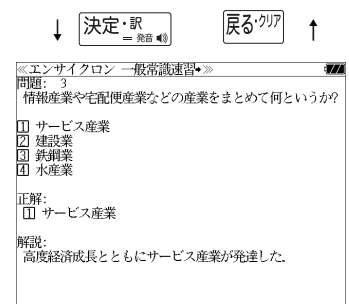 ↓ 決定・訳 戻る・クリア ↑
= 発音
≪エンサイクロン 一般常識速習➧≫
問題: 3
情報産業や宅配便産業などの産業をまとめて何というか?
1 サービス産業
2 建設業
3 鉄鋼業
4 水産業
正解:
1 サービス産業
解説:
高度経済成長とともにサービス産業が発達した.